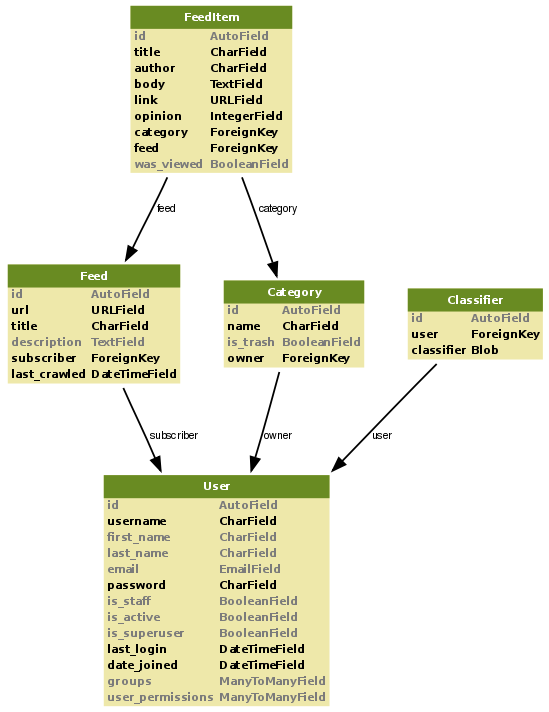 FeedItem
id AutoField
title CharField
author CharField
body TextField
link URLField
opinion IntegerField
category ForeignKey
feed ForeignKey
was_viewed BooleanField
feed
category
Feed
id AutoField
url URLField
title CharField
description TextField
subscriber ForeignKey
last_crawled DateTimeField
Category
id AutoField
name CharField
is_trash BooleanField
owner ForeignKey
Classifier
id AutoField
user ForeignKey
classifier Blob
subscriber
owner
user
User
id AutoField
username CharField
first_name CharField
last_name CharField
email EmailField
password CharField
is_staff BooleanField
is_active BooleanField
is_superuser BooleanField
last_login DateTimeField
date_joined DateTimeField
groups ManyToManyField
user_permissions ManyToManyField